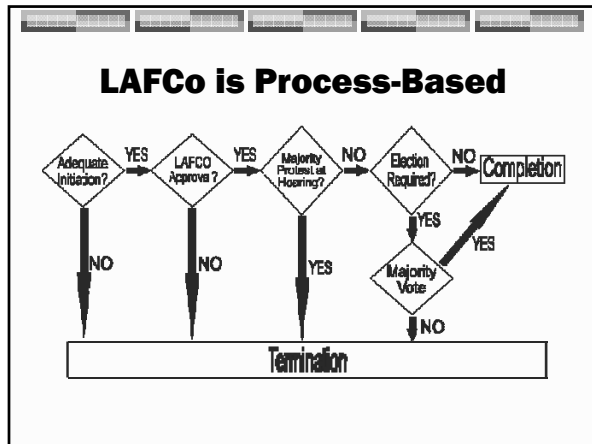 LAFCo is Process-Based
Adequate
Initiation?
YES
LAFCO
Approva?
YES
Majority
Protest at
Hearing?
NO
Election
Required?
NO
Completion
NO
NO
YES
YES
Majority
Vote
YES
NO
Termination